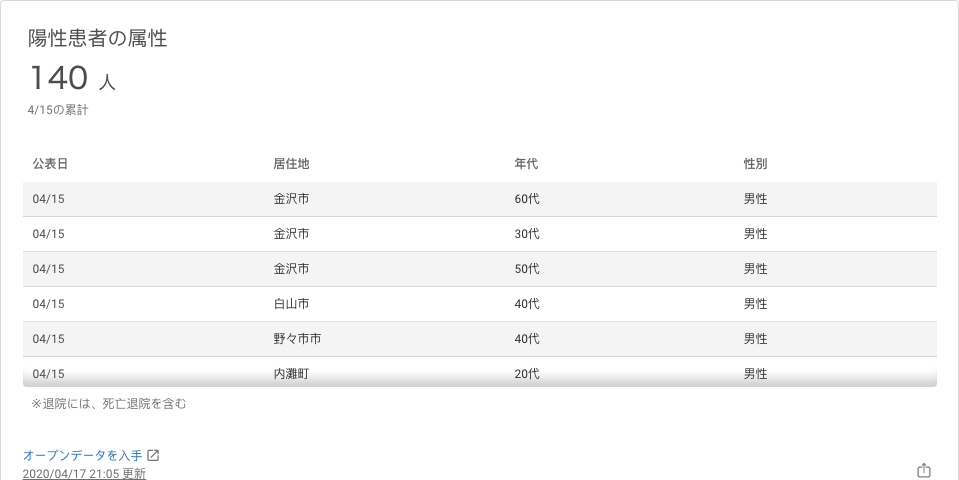 陽性患者の属性
140 人
4/15の累計
公表日 居住地 年代 性別
04/15 金沢市 60代 男性
04/15 金沢市 30代 男性
04/15 金沢市 50代 男性
04/15 白山市 40代 男性
04/15 野々市市 40代 男性
04/15 内灘町 20代 男性
※退院には、死亡退院を含む
オープンデータを入手
2020/04/17 21:05 更新